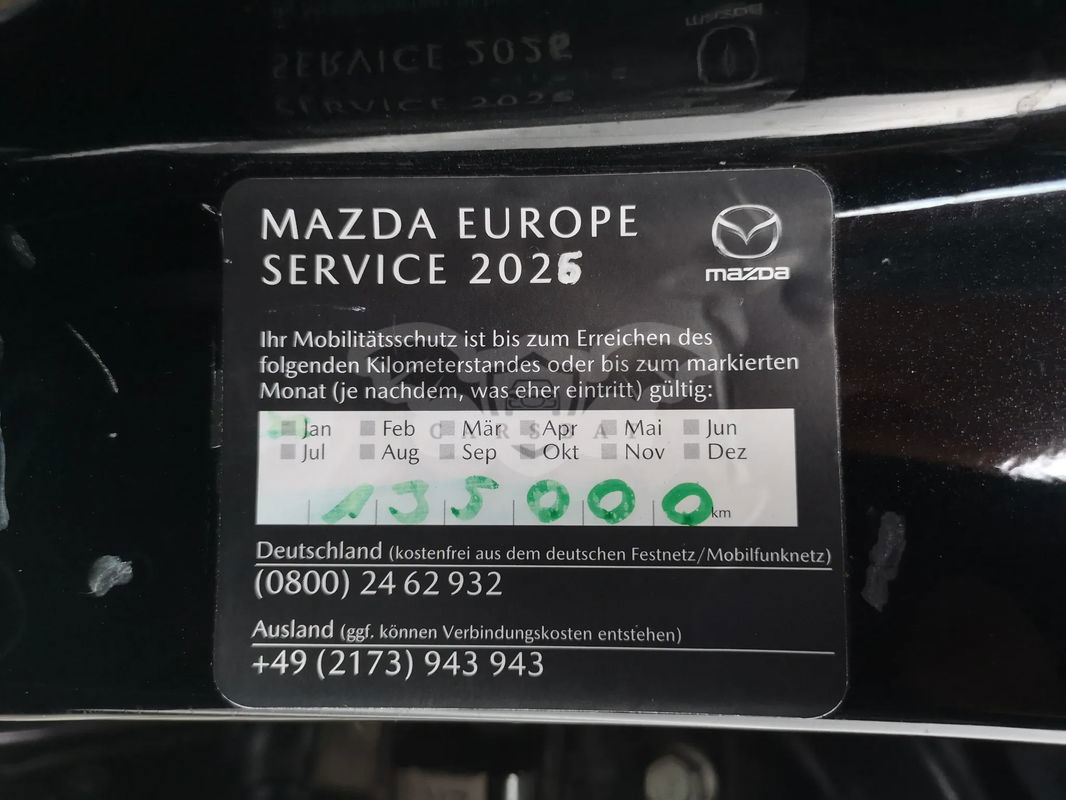 MAZDA EUROPE
SERVICE 2026
mazda
Ihr Mobilitätsschutz ist bis zum Erreichen des
folgenden Kilometerstandes oder bis zum markierten
Monat (je nachdem, was eher eintritt) gültig:
Jan Feb Mär Apr Mai Jun
CARSBAY
Jul Aug Sep Okt Nov Dez
135000 km
Deutschland (kostenfrei aus dem deutschen Festnetz/Mobilfunknetz)
(0800) 24 62 932
Ausland (ggf. können Verbindungskosten entstehen)
+49 (2173) 943 943